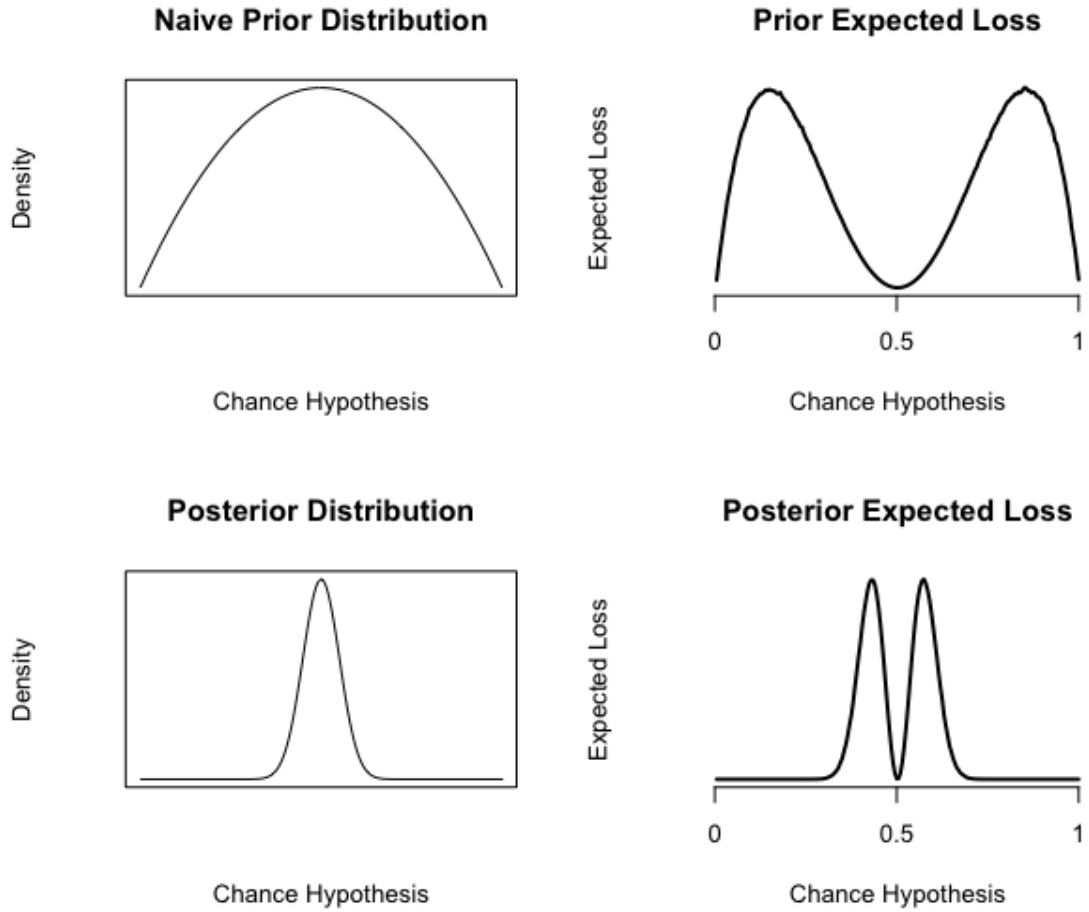 Naive Prior Distribution
Density
Chance Hypothesis
Prior Expected Loss
Expected Loss
0 0.5 1
Chance Hypothesis
Posterior Distribution
Density
Chance Hypothesis
Posterior Expected Loss
Expected Loss
0 0.5 1
Chance Hypothesis